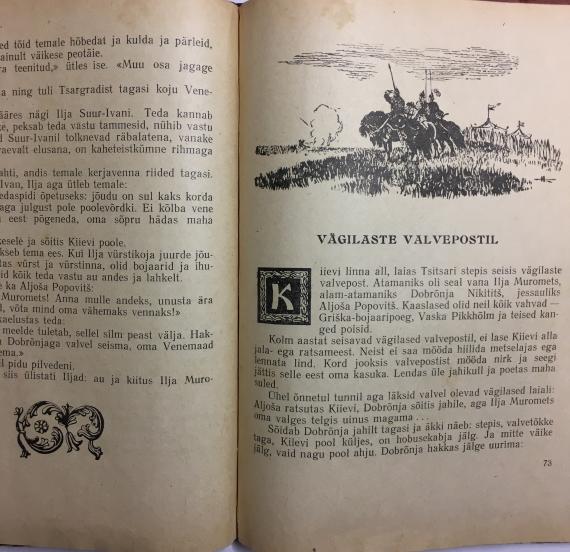 ed tõid temale hõbedat ja kulda ja pärleid,
ainult väikese peotäie.
ra teenitud,» ütles ise. «Muu osa jagage
a ning tuli Tsargradist tagasi koju Vene-
ääres nägi Ilja Suur-Ivani. Teda kannab
e, peksab teda vastu tammesid, nühib vastu
d Suur-Ivanil tolknevad räbalatena, vanake
vaevalt elusana, on kaheteistkümne rihmaga
ahti, andis temale kerjavenna riided tagasi.
Ivan, Ilja aga ütleb temale:
edaspidi õpetuseks: jõudu on sul kaks korda
aga julgust pole poolevõrdki. Ei kõlba vene
eest põgeneda, oma sõpru hädas maha
keselé ja sõitis Kiievi poole.
kseb tema ees. Kui Ilja vürstikoja juurde jõu-
tas vürst ja vürstinna, olid bojaarid ja ihu-
id kõik teda vastu au andes ja lahkelt.
e ka Aljoša Popovitš:
Muromets! Anna mulle andeks, unusta ära
d, võta mind oma vähemaks vennaks!»
kaelustas teda:
meelde tuletab, sellel silm peast välja. Hak-
Dobrõnjaga valvel seisma, oma Venemaad
ema.»
l pidu pilvedeni.
siis ülistati Iljad: au ja kiitus Ilja Muro-
VÄGILASTE VALVEPOSTIL
Kiievi linna all, laias Tsitsari stepis seisis vägilaste
valvepost. Atamaniks oli seal vana Ilja Muromets,
alam-atamaniks Dobrõnja Nikititš, jessauliks
Aljoša Popovitš. Kaaslased olid neil kõik vahvad —
Griška-bojaaripoeg, Vaska Pikkhõlm ja teised kan-
ged poisid.
Kolm aastat seisavad vägilased valvepostil, ei lase Kiievi alla
jala- ega ratsameest. Neist ei saa mööda hiilida metselajas ega
lennata lind. Kord jooksis valvepostist mööda nirk ja seegi
jättis selle eest oma kasuka. Lendas üle jahikull ja poetas maha
suled.
Ühel õnnetul tunnil aga läksid valvel olevad vägilased laiali:
Aljoša ratsutas Kiievi, Dobrõnja sõitis jahile, aga Ilja Muromets
oma valges telgis uinus magama . . .
Sõidab Dobrõnja jahilt tagasi ja äkki näeb: stepis, valvetõkke
taga, Kiievi pool küljes, on hobusekabja jälg. Ja mitte väike
jälg, vaid nagu pool ahju. Dobrõnja hakkas jälge uurima:
73